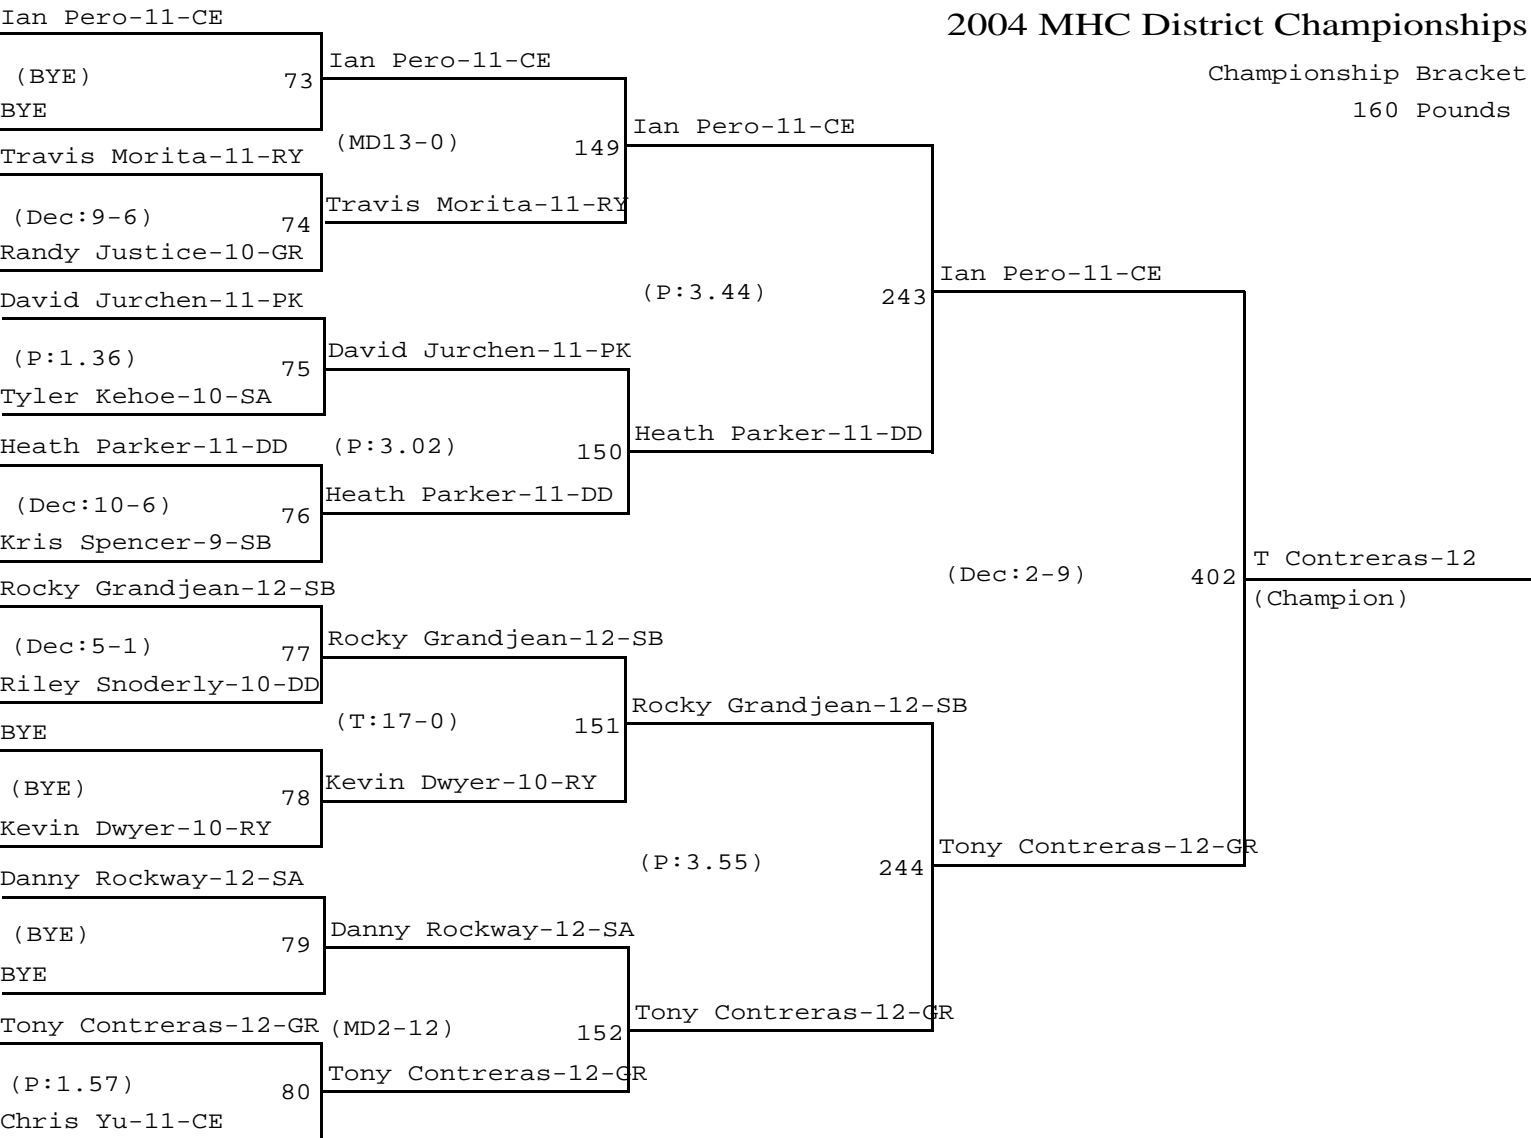 2004 MHC District Championships
Championship Bracket
160 Pounds
Ian Pero-11-CE
(BYE)
73
BYE
Travis Morita-11-RY
(Dec:9-6)
74
Randy Justice-10-GR
David Jurchen-11-PK
(P:1.36)
75
Tyler Kehoe-10-SA
Heath Parker-11-DD
(Dec:10-6)
76
Kris Spencer-9-SB
Rocky Grandjean-12-SB
(Dec:5-1)
77
Riley Snoderly-10-DD
BYE
(BYE)
78
Kevin Dwyer-10-RY
Danny Rockway-12-SA
(BYE)
79
BYE
Tony Contreras-12-GR
(P:1.57)
80
Chris Yu-11-CE
Ian Pero-11-CE
(MD13-0)
149
Travis Morita-11-RY
David Jurchen-11-PK
(P:3.02)
150
Heath Parker-11-DD
Rocky Grandjean-12-SB
(T:17-0)
151
Kevin Dwyer-10-RY
Danny Rockway-12-SA
(MD2-12)
152
Tony Contreras-12-GR
Ian Pero-11-CE
(P:3.44)
243
Heath Parker-11-DD
Rocky Grandjean-12-SB
(P:3.55)
244
Tony Contreras-12-GR
Ian Pero-11-CE
(Dec:2-9)
402
Tony Contreras-12-GR
T Contreras-12
(Champion)